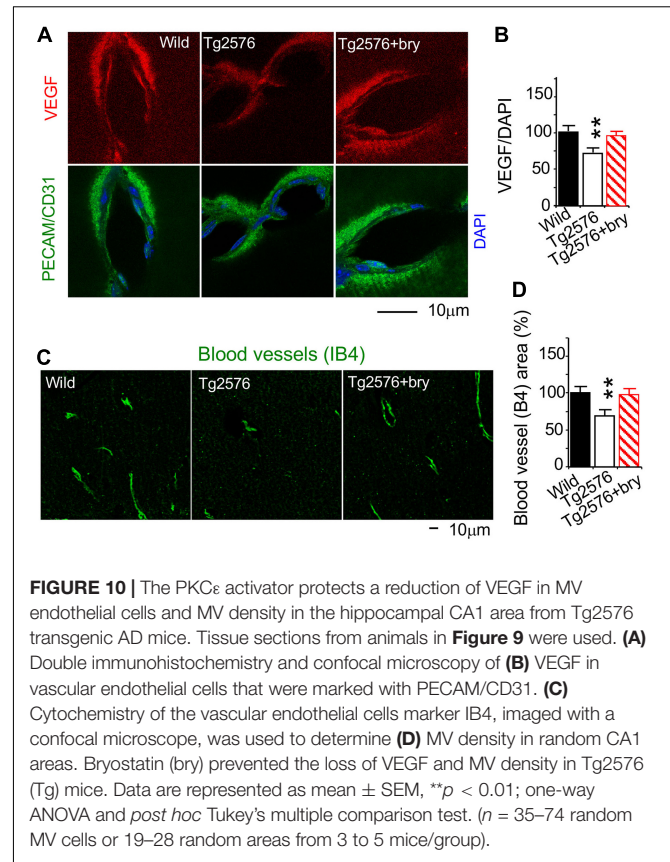 A
Wild
Tg2576
Tg2576+bry
VEGF
PECAM/CD31
DAPI
10μm
B
VEGF/DAPI
150
100
50
0
**
Wild
Tg2576
Tg2576+bry
C
Blood vessels (IB4)
Wild
Tg2576
Tg2576+bry
10μm
D
Blood vessel (B4) area (%)
150
100
50
0
**
Wild
Tg2576
Tg2576+bry
FIGURE 10 | The PKCε activator protects a reduction of VEGF in MV
endothelial cells and MV density in the hippocampal CA1 area from Tg2576
transgenic AD mice. Tissue sections from animals in Figure 9 were used. (A)
Double immunohistochemistry and confocal microscopy of (B) VEGF in
vascular endothelial cells that were marked with PECAM/CD31. (C)
Cytochemistry of the vascular endothelial cells marker IB4, imaged with a
confocal microscope, was used to determine (D) MV density in random CA1
areas. Bryostatin (bry) prevented the loss of VEGF and MV density in Tg2576
(Tg) mice. Data are represented as mean ± SEM, **p < 0.01; one-way
ANOVA and post hoc Tukey's multiple comparison test. (n = 35–74 random
MV cells or 19–28 random areas from 3 to 5 mice/group).